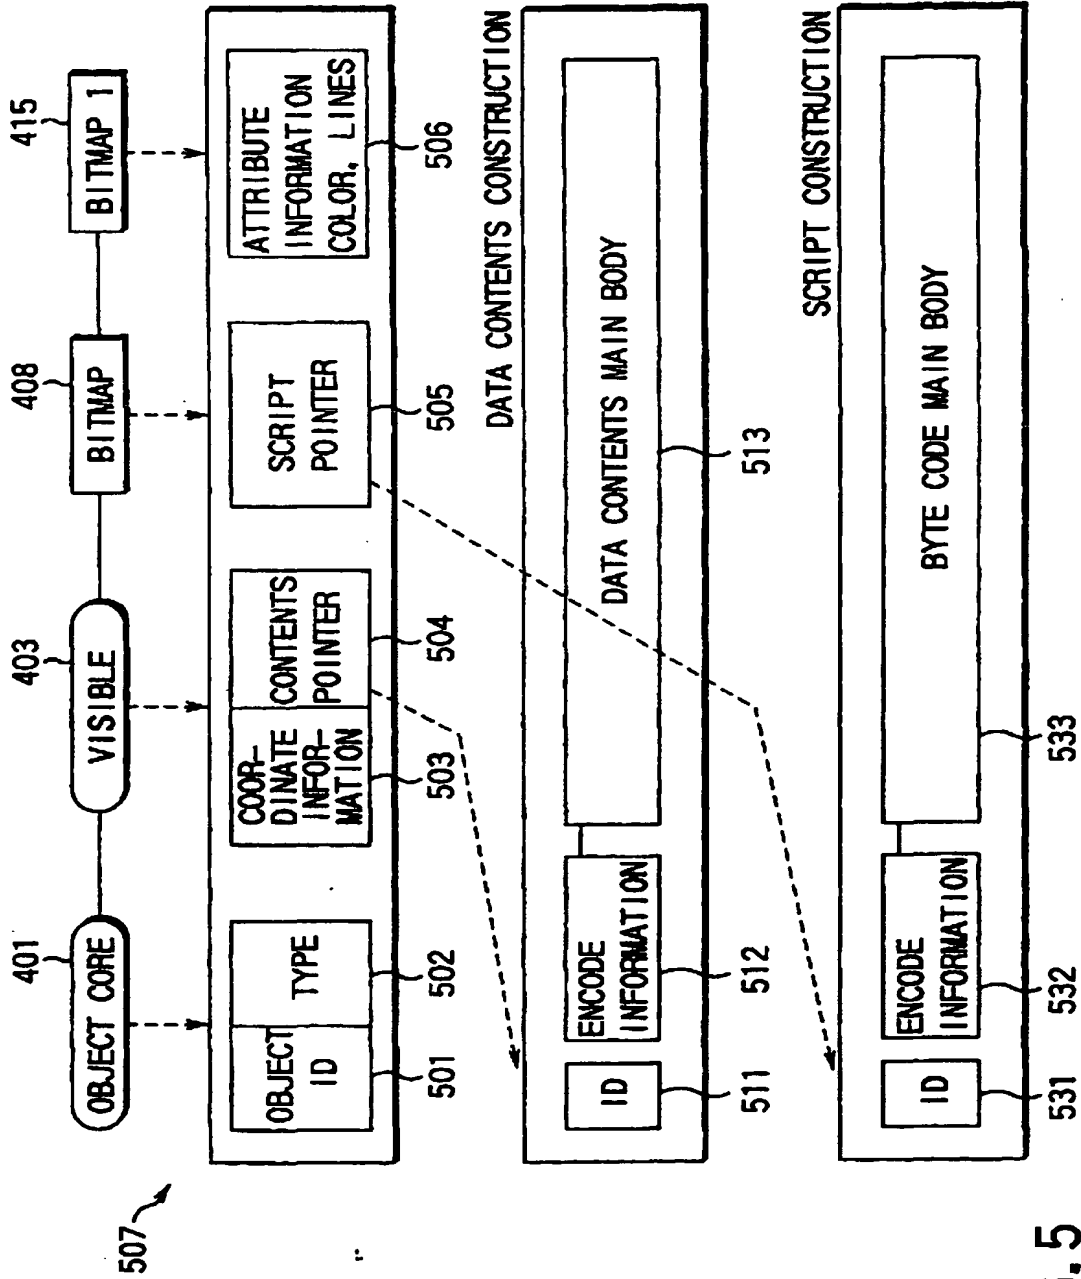 401
403
408
415
OBJECT CORE
VISIBLE
BITMAP
BITMAP 1
507
OBJECT
ID
TYPE
COOR-
DINATE
INFOR-
MATION
CONTENTS
POINTER
SCRIPT
POINTER
ATTRIBUTE
INFORMATION
COLOR, LINES
501
502
503
504
505
506
DATA CONTENTS CONSTRUCTION
ID
ENCODE
INFORMATION
DATA CONTENTS MAIN BODY
511
512
513
SCRIPT CONSTRUCTION
ID
ENCODE
INFORMATION
BYTE CODE MAIN BODY
531
532
533
.5